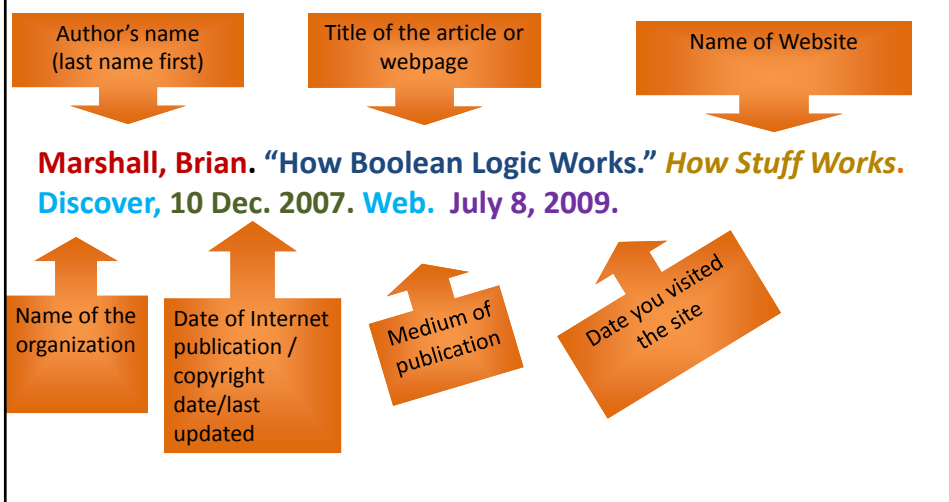 Author's name
(last name first)
Title of the article or
webpage
Name of Website
Marshall, Brian. “How Boolean Logic Works.” How Stuff Works.
Discover, 10 Dec. 2007. Web. July 8, 2009.
Name of the
organization
Date of Internet
publication /
copyright
date/last
updated
Medium of
publication
Date you visited
the site